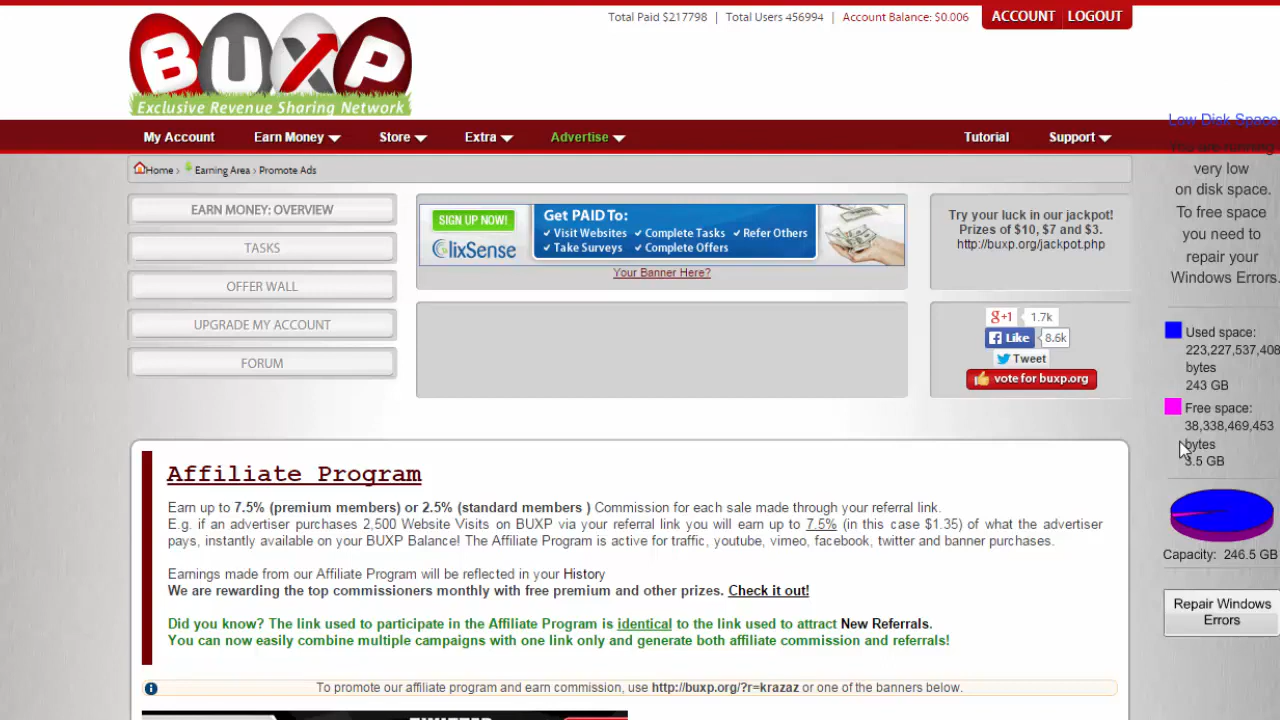 Total Paid $217798 | Total Users 456994 | Account Balance: $0.006
ACCOUNT LOGOUT
BUXP
Exclusive Revenue Sharing Network
My Account Earn Money Store Extra Advertise Tutorial Support
Home > Earning Area > Promote Ads
EARN MONEY: OVERVIEW
TASKS
OFFER WALL
UPGRADE MY ACCOUNT
FORUM
SIGN UP NOW!
ClixSense
Get PAID To:
✓ Visit Websites ✓ Complete Tasks ✓ Refer Others
✓ Take Surveys ✓ Complete Offers
Your Banner Here?
Try your luck in our jackpot!
Prizes of $10, $7 and $3.
http://buxp.org/jackpot.php
g+1 1.7k
Like 8.6k
Tweet
vote for buxp.org
Low Disk Space
You are running
very low
on disk space.
To free space
you need to
repair your
Windows Errors.
Used space:
223,227,537,408
bytes
243 GB
Free space:
38,338,469,453
bytes
3.5 GB
Capacity: 246.5 GB
Repair Windows
Errors
Affiliate Program
Earn up to 7.5% (premium members) or 2.5% (standard members ) Commission for each sale made through your referral link.
E.g. if an advertiser purchases 2,500 Website Visits on BUXP via your referral link you will earn up to 7.5% (in this case $1.35) of what the advertiser
pays, instantly available on your BUXP Balance! The Affiliate Program is active for traffic, youtube, vimeo, facebook, twitter and banner purchases.
Earnings made from our Affiliate Program will be reflected in your History
We are rewarding the top commissioners monthly with free premium and other prizes. Check it out!
Did you know? The link used to participate in the Affiliate Program is identical to the link used to attract New Referrals.
You can now easily combine multiple campaigns with one link only and generate both affiliate commission and referrals!
To promote our affiliate program and earn commission, use http://buxp.org/?r=krazaz or one of the banners below.